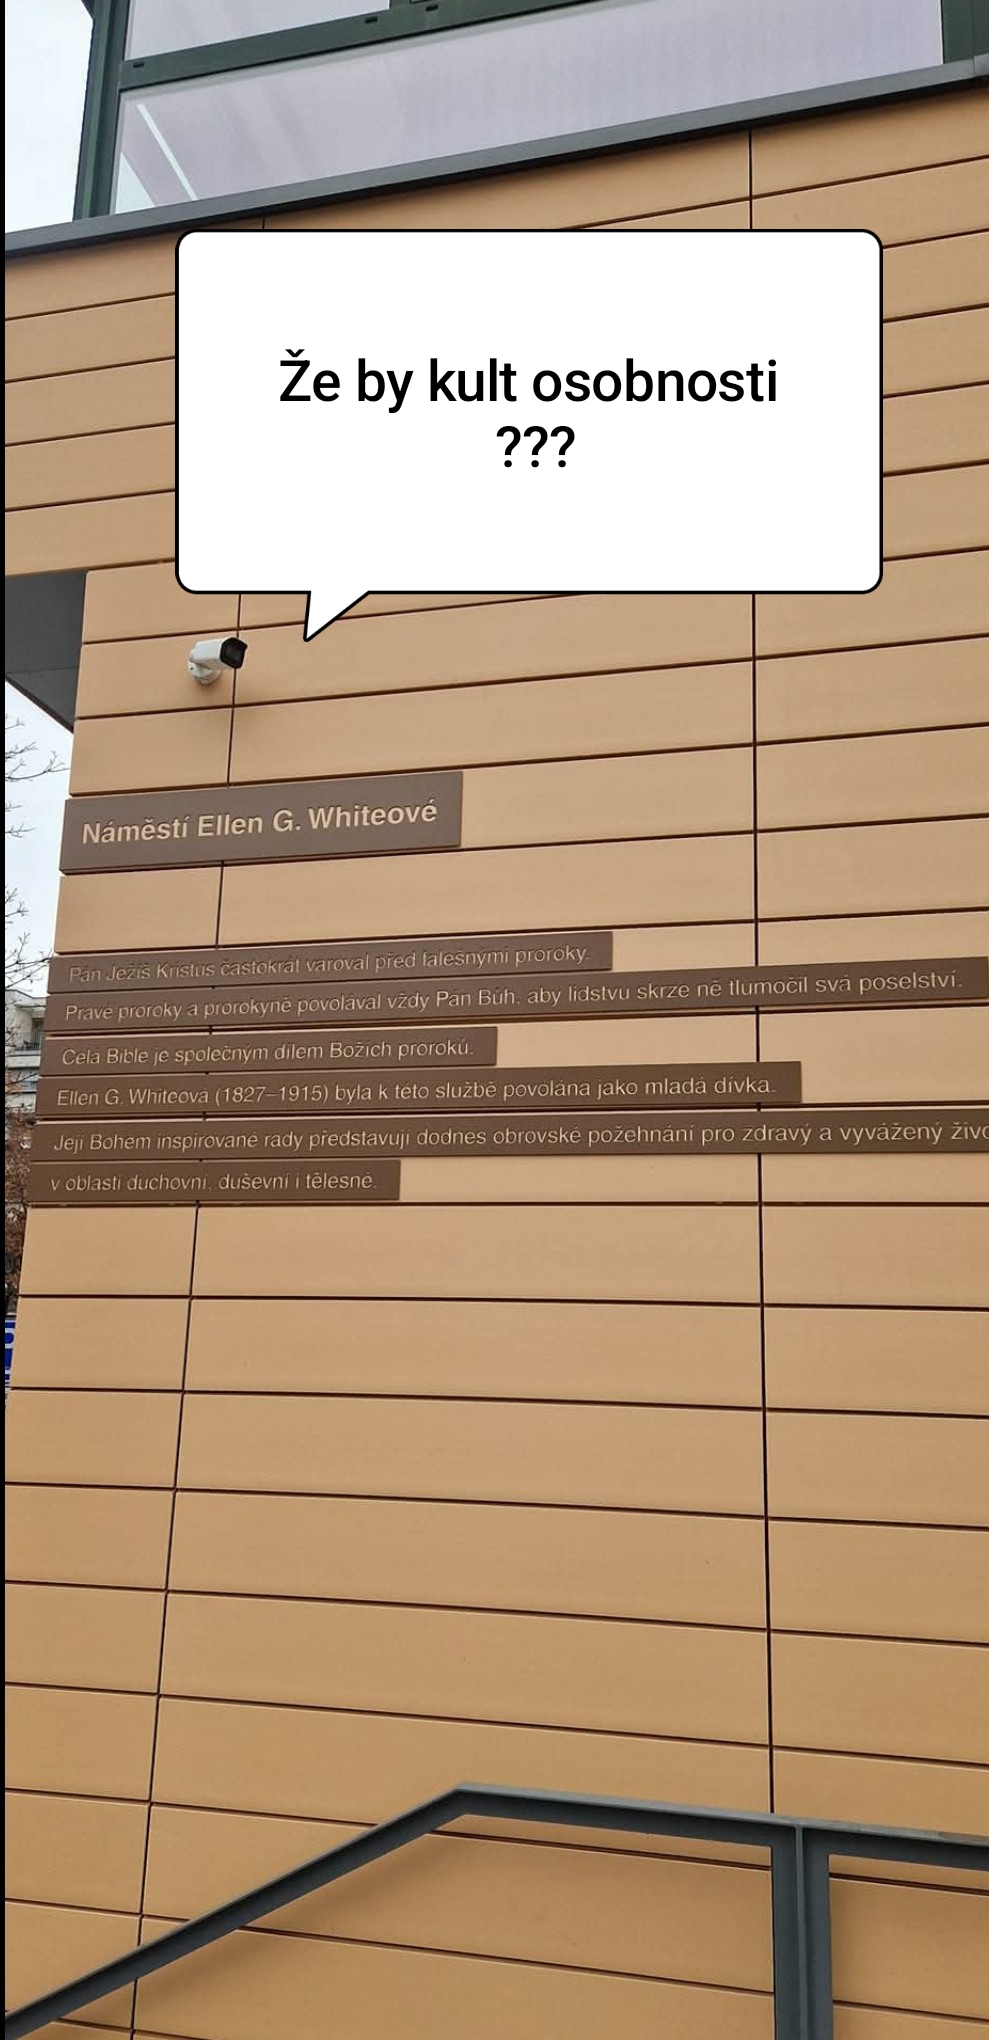 Že by kult osobnosti
???
Náměstí Ellen G. Whiteové
Pán Ježíš Kristus častokrát varoval před falešnými proroky.
Pravé proroky a prorokyně povolával vždy Pán Bůh, aby lidstvu skrze ně tlumočil svá poselství.
Celá Bible je společným dílem Božích proroků.
Ellen G. Whiteová (1827–1915) byla k této službě povolána jako mladá dívka.
Její Bohem inspirované rady představují dodnes obrovské požehnání pro zdravý a vyvážený
v oblasti duchovní, duševní i tělesné.